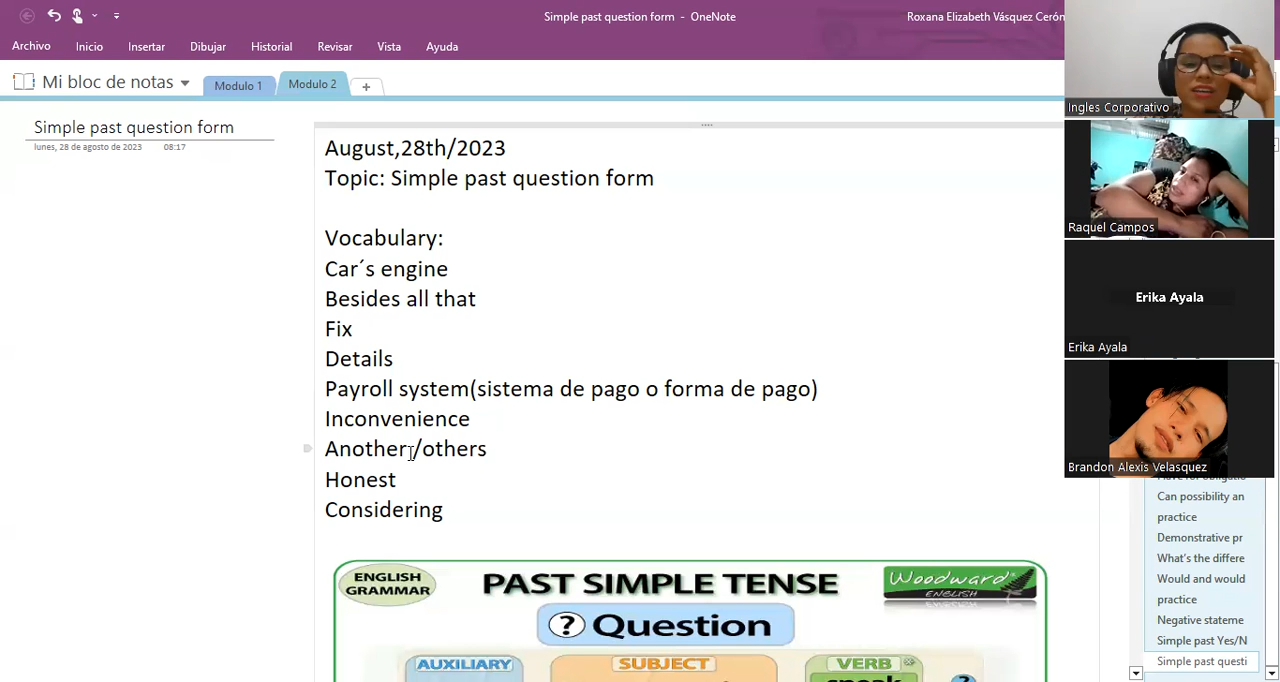 Simple past question form - OneNote
Roxana Elizabeth Vásquez Cerón
Archivo Inicio Insertar Dibujar Historial Revisar Vista Ayuda
Mi bloc de notas Modulo 1 Modulo 2 +
Simple past question form
lunes, 28 de agosto de 2023 08:17
August,28th/2023
Topic: Simple past question form
Vocabulary:
Car´s engine
Besides all that
Fix
Details
Payroll system(sistema de pago o forma de pago)
Inconvenience
Another/others
Honest
Considering
ENGLISH
GRAMMAR
PAST SIMPLE TENSE
Woodward
ENGLISH
? Question
AUXILIARY SUBJECT VERB
speak ?
Ingles Corporativo
Raquel Campos
Erika Ayala
Erika Ayala
Brandon Alexis Velasquez
Can possibility an
practice
Demonstrative pr
What's the differe
Would and would
practice
Negative stateme
Simple past Yes/N
Simple past questi